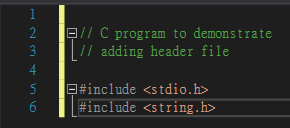 1
2 // C program to demonstrate
3 // adding header file
4
5 #include <stdio.h>
6 #include <string.h>